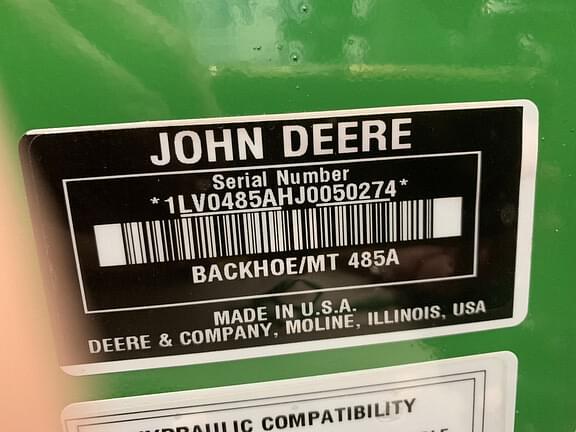 JOHN DEERE
Serial Number
*1LV0485AHJ0050274*
BACKHOE/MT 485A
MADE IN U.S.A.
DEERE & COMPANY, MOLINE, ILLINOIS, USA
COMPATIBILITY